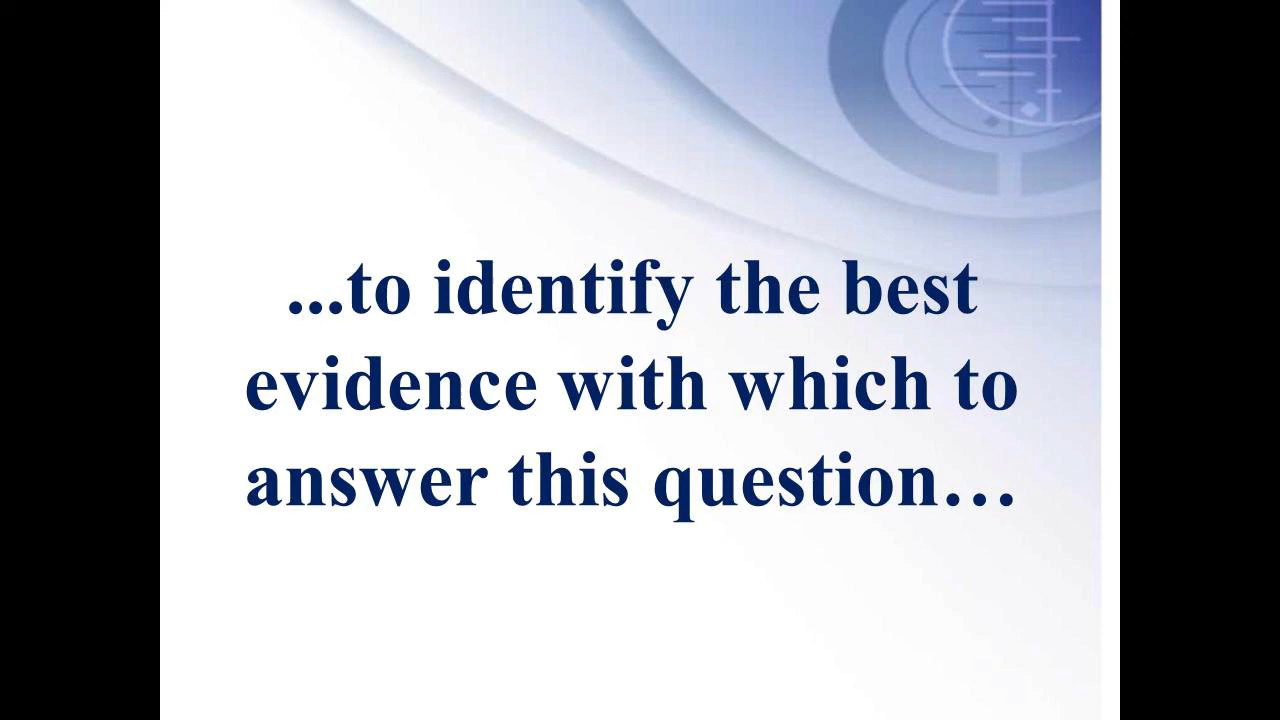 ...to identify the best
evidence with which to
answer this question…